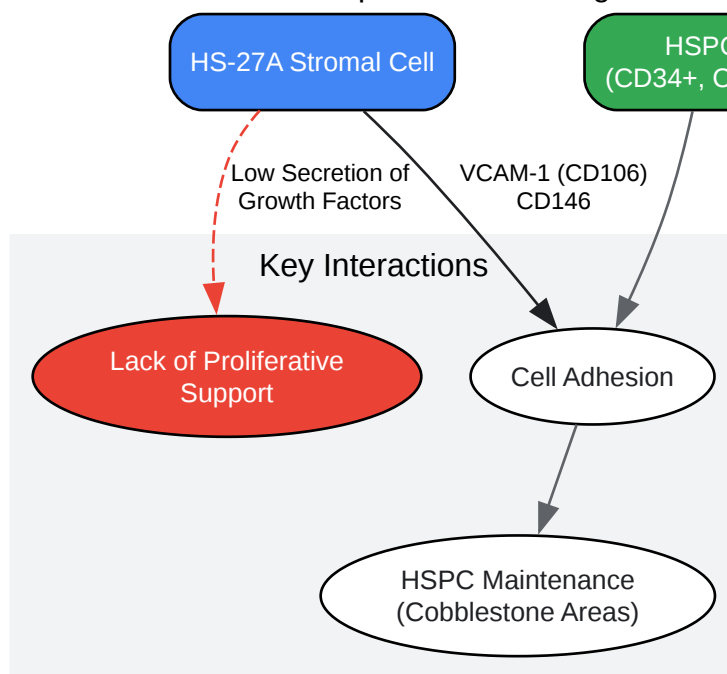 HS-27A Stromal Cell
HSPC
(CD34+,
Low Secretion of
Growth Factors
VCAM-1 (CD106)
CD146
Key Interactions
Lack of Proliferative
Support
Cell Adhesion
HSPC Maintenance
(Cobblestone Areas)